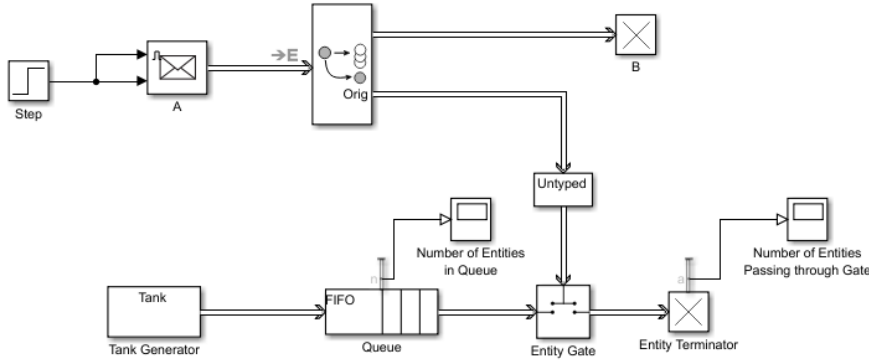 E
Orig
B
Step
A
Untyped
Number of Entities
in Queue
Number of Entities
Passing through Gate
n
a
Tank
FIFO
Tank Generator
Queue
Entity Gate
Entity Terminator